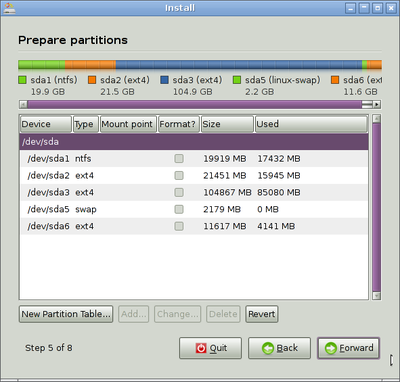 Install
Prepare partitions
sda1 (ntfs) sda2 (ext4) sda3 (ext4) sda5 (linux-swap) sda6 (ext
19.9 GB 21.5 GB 104.9 GB 2.2 GB 11.6 GB
Device Type Mount point Format? Size Used
/dev/sda
/dev/sda1 ntfs 19919 MB 17432 MB
/dev/sda2 ext4 21451 MB 15945 MB
/dev/sda3 ext4 104867 MB 85080 MB
/dev/sda5 swap 2179 MB 0 MB
/dev/sda6 ext4 11617 MB 4141 MB
New Partition Table... Add... Change... Delete Revert
Step 5 of 8 Quit Back Forward